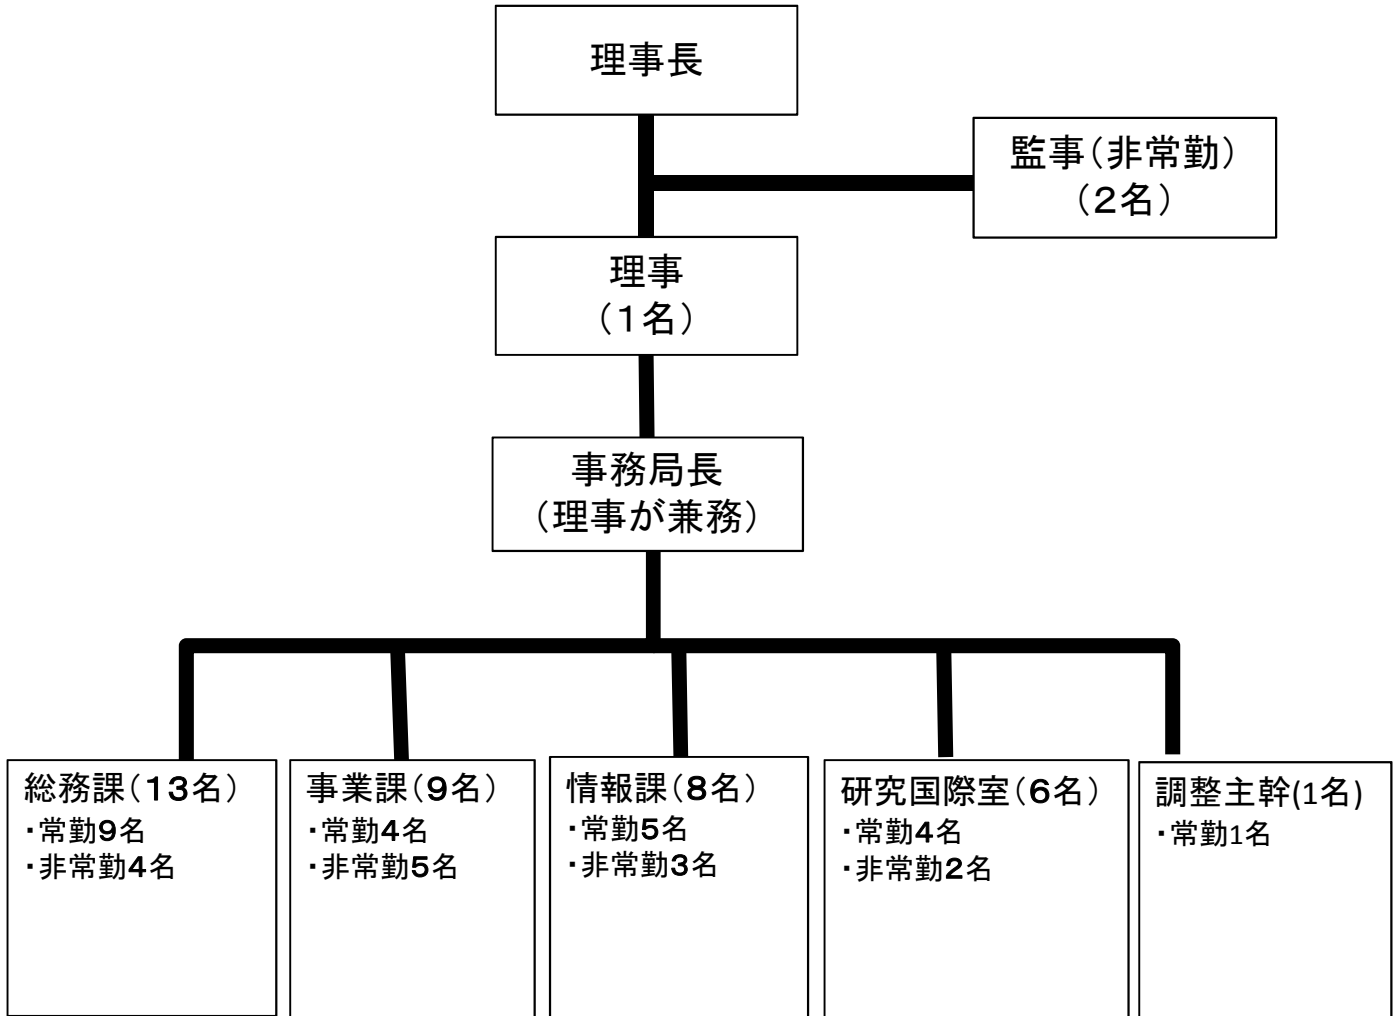 理事長
監事（非常勤）
（２名）
理事
（１名）
事務局長
（理事が兼務）
総務課（１３名）
・常勤９名
・非常勤４名
事業課（９名）
・常勤４名
・非常勤５名
情報課（８名）
・常勤５名
・非常勤３名
研究国際室（６名）
・常勤４名
・非常勤２名
調整主幹(1名)
・常勤1名